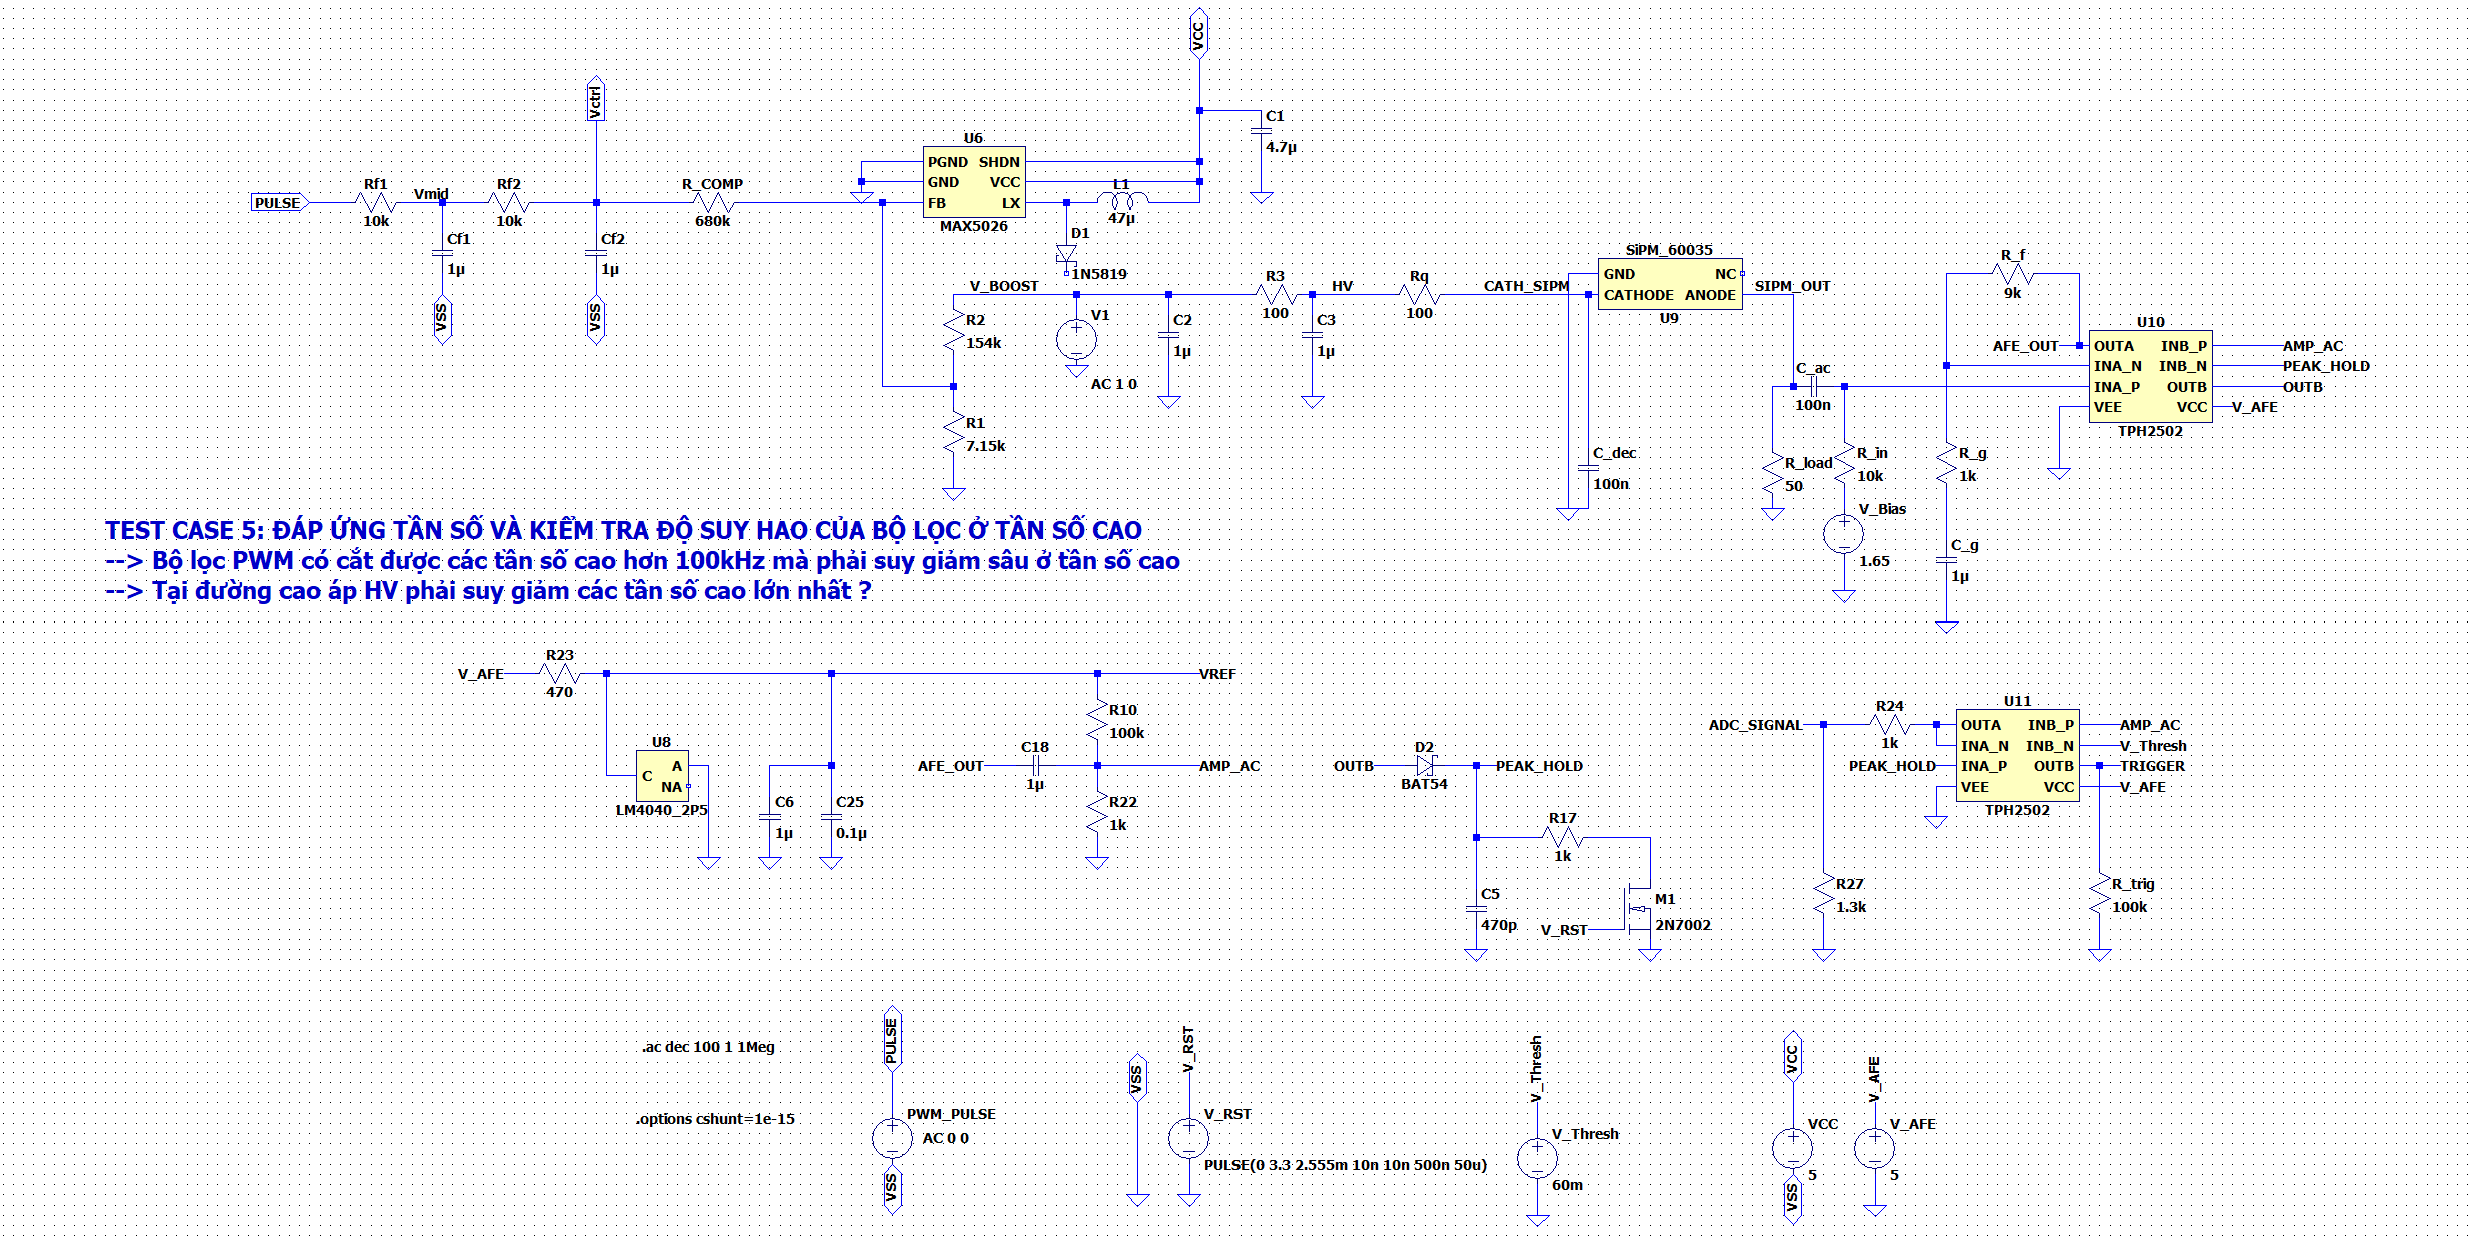 VCC
Vctrl
C1
4.7µ
U6
PGND SHDN
GND VCC
FB LX
MAX5026
PULSE
Rf1
10k
Vmid
Rf2
10k
R_COMP
680k
L1
47µ
Cf1
1µ
Cf2
1µ
VSS
VSS
D1
1N5819
V_BOOST
R2
154k
V1
AC 1 0
C2
1µ
R3
100
HV
C3
1µ
Rq
100
CATH_SIPM
SiPM_60035
GND NC
CATHODE ANODE
U9
SIPM_OUT
R1
7.15k
C_dec
100n
C_ac
100n
R_load
50
R_in
10k
V_Bias
1.65
R_f
9k
R_g
1k
C_g
1µ
U10
AFE_OUT
OUTA INB_P
INA_N INB_N
INA_P OUTB
VEE VCC
TPH2502
AMP_AC
PEAK_HOLD
OUTB
V_AFE
TEST CASE 5: ĐÁP ỨNG TẦN SỐ VÀ KIỂM TRA ĐỘ SUY HAO CỦA BỘ LỌC Ở TẦN SỐ CAO
--> Bộ lọc PWM có cắt được các tần số cao hơn 100kHz mà phải suy giảm sâu ở tần số cao
--> Tại đường cao áp HV phải suy giảm các tần số cao lớn nhất ?
V_AFE
R23
470
VREF
U8
C A
NA
LM4040_2P5
C6
1µ
C25
0.1µ
R10
100k
AFE_OUT
C18
1µ
AMP_AC
R22
1k
OUTB
D2
BAT54
PEAK_HOLD
R17
1k
C5
470p
M1
2N7002
V_RST
ADC_SIGNAL
R24
1k
PEAK_HOLD
R27
1.3k
U11
OUTA INB_P
INA_N INB_N
INA_P OUTB
VEE VCC
TPH2502
AMP_AC
V_Thresh
TRIGGER
V_AFE
R_trig
100k
.ac dec 100 1 1Meg
.options cshunt=1e-15
PULSE
PWM_PULSE
AC 0 0
VSS
VSS
V_RST
V_RST
PULSE(0 3.3 2.555m 10n 10n 500n 50u)
V_Thresh
V_Thresh
60m
VCC
VCC
5
VSS
V_AFE
V_AFE
5